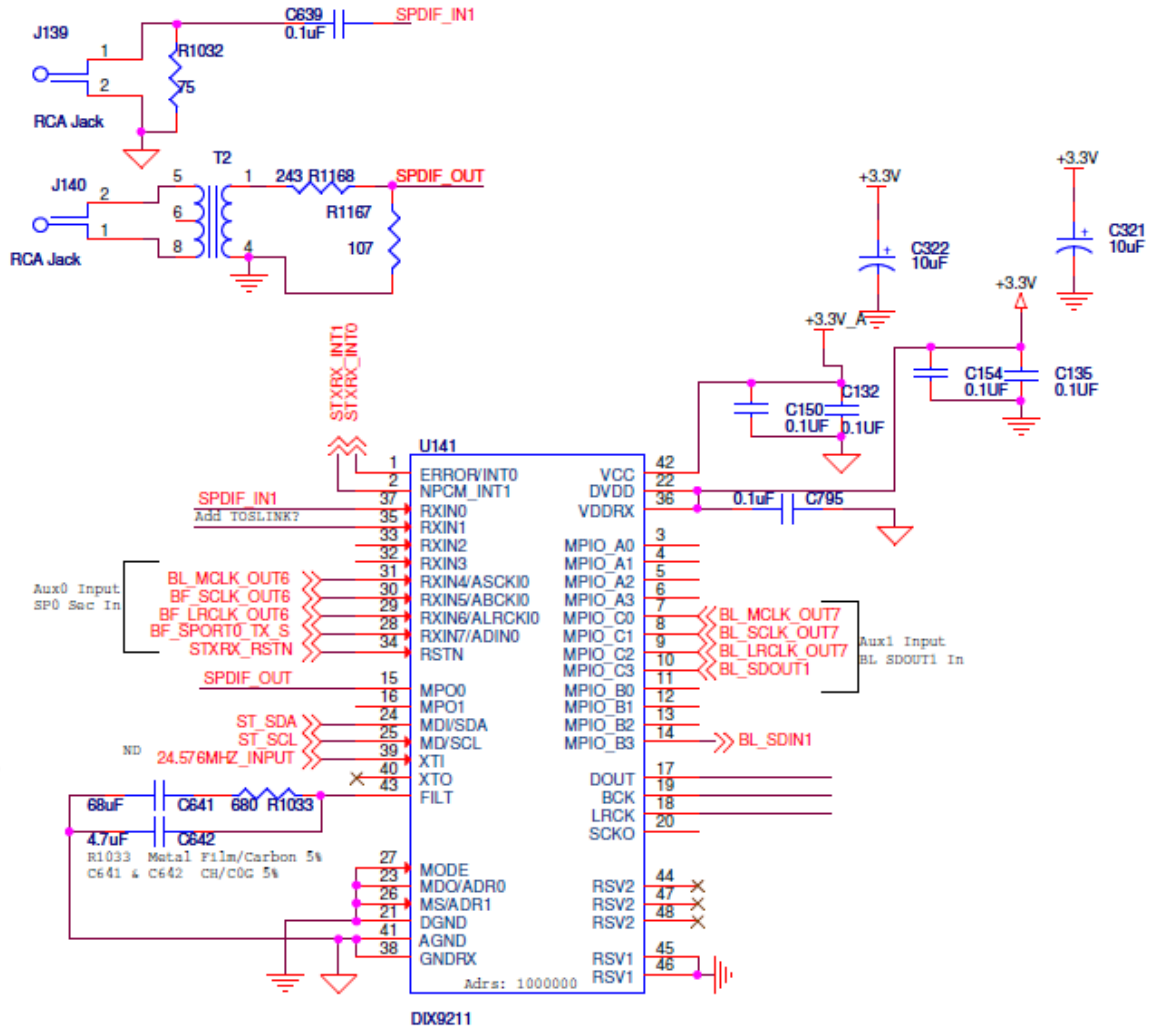 C639
SPDIF_IN1
0.1uF
J139
1
R1032
2
75
RCA Jack
T2
J140
5
1
243 R1168
SPDIF_OUT
2
6
R1167
1
107
8
4
RCA Jack
+3.3V
+3.3V
C322
10uF
C321
10uF
+3.3V
+3.3V_A
C154
0.1UF
C135
0.1UF
C132
C150
0.1UF
0.1UF
STXRX_INT1
STXRX_INT0
U141
1 ERROR/INT0
2 NPCM_INT1
SPDIF_IN1 37 RXIN0
Add TOSLINK? 35 RXIN1
33 RXIN2
32 RXIN3
Aux0 Input
SP0 Sec In
BL_MCLK_OUT6 31 RXIN4/ASCKI0
BF_SCLK_OUT6 30 RXIN5/ABCKI0
BF_LRCLK_OUT6 29 RXIN6/ALRCKI0
BF_SPORT0_TX_S 28 RXIN7/ADIN0
STXRX_RSTN 34 RSTN
SPDIF_OUT 15 MPO0
16 MPO1
ST_SDA 24 MDI/SDA
ST_SCL 25 MD/SCL
ND 24.576MHZ_INPUT 39 XTI
40 XTO
43 FILT
68uF C641 680 R1033
4.7uF C642
R1033 Metal Film/Carbon 5%
C641 & C642 CH/C0G 5%
27 MODE
23 MDO/ADR0
26 MS/ADR1
21 DGND
41 AGND
38 GNDRX
VCC 42
DVDD 22
VDDRX 36
0.1uF C795
MPIO_A0 3
MPIO_A1 4
MPIO_A2 5
MPIO_A3 6
MPIO_C0 7 BL_MCLK_OUT7
MPIO_C1 8 BL_SCLK_OUT7
MPIO_C2 9 BL_LRCLK_OUT7
MPIO_C3 10 BL_SDOUT1
Aux1 Input
BL SDOUT1 In
MPIO_B0 11
MPIO_B1 12
MPIO_B2 13
MPIO_B3 14 BL_SDIN1
DOUT 17
BCK 19
LRCK 18
SCKO 20
RSV2 44
RSV2 47
RSV2 48
RSV1 45
RSV1 46
Adrs: 1000000
DIX9211